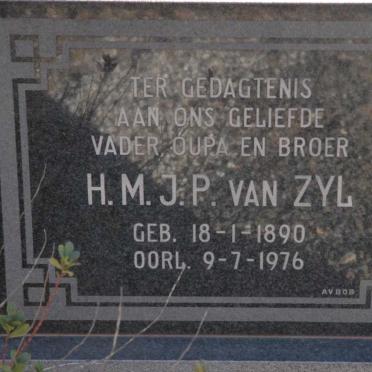 TER GEDAGTENIS
AAN ONS GELIEFDE
VADER OUPA EN BROER
H.M.J.P. VAN ZYL
GEB. 18-1-1890
OORL. 9-7-1976
AVBOB